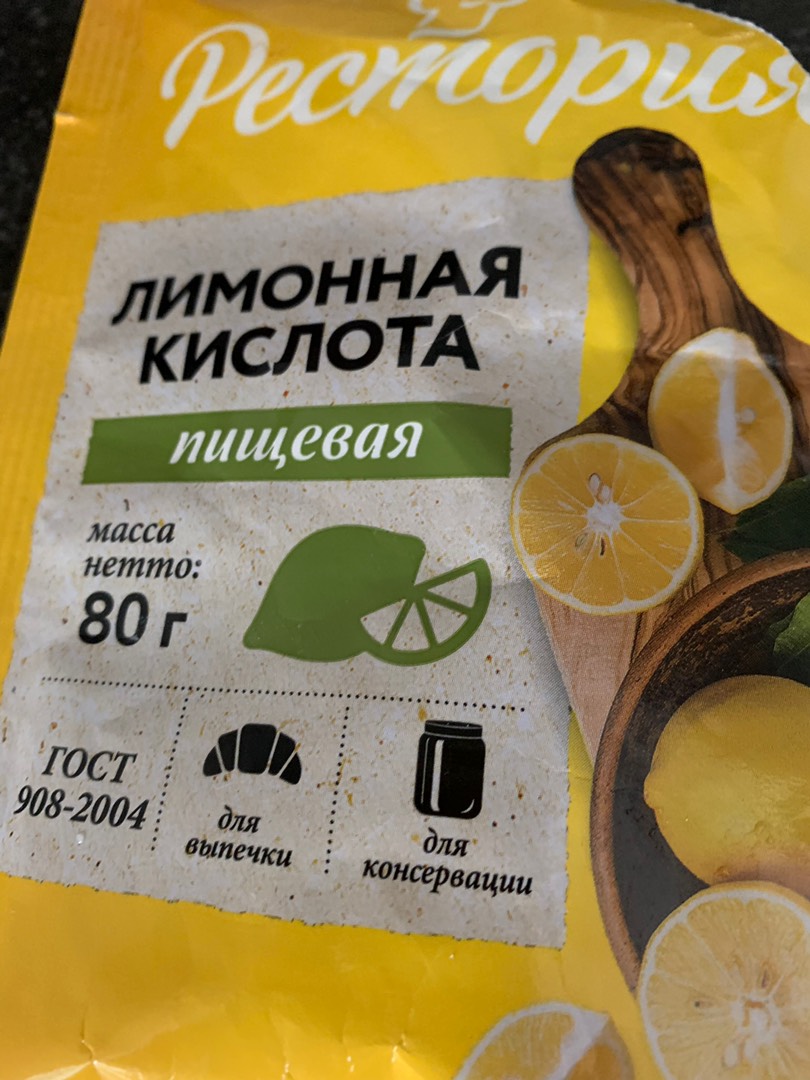 Рестория
ЛИМОННАЯ
КИСЛОТА
пищевая
масса
нетто:
80 г
ГОСТ
908-2004
для
выпечки
для
консервации